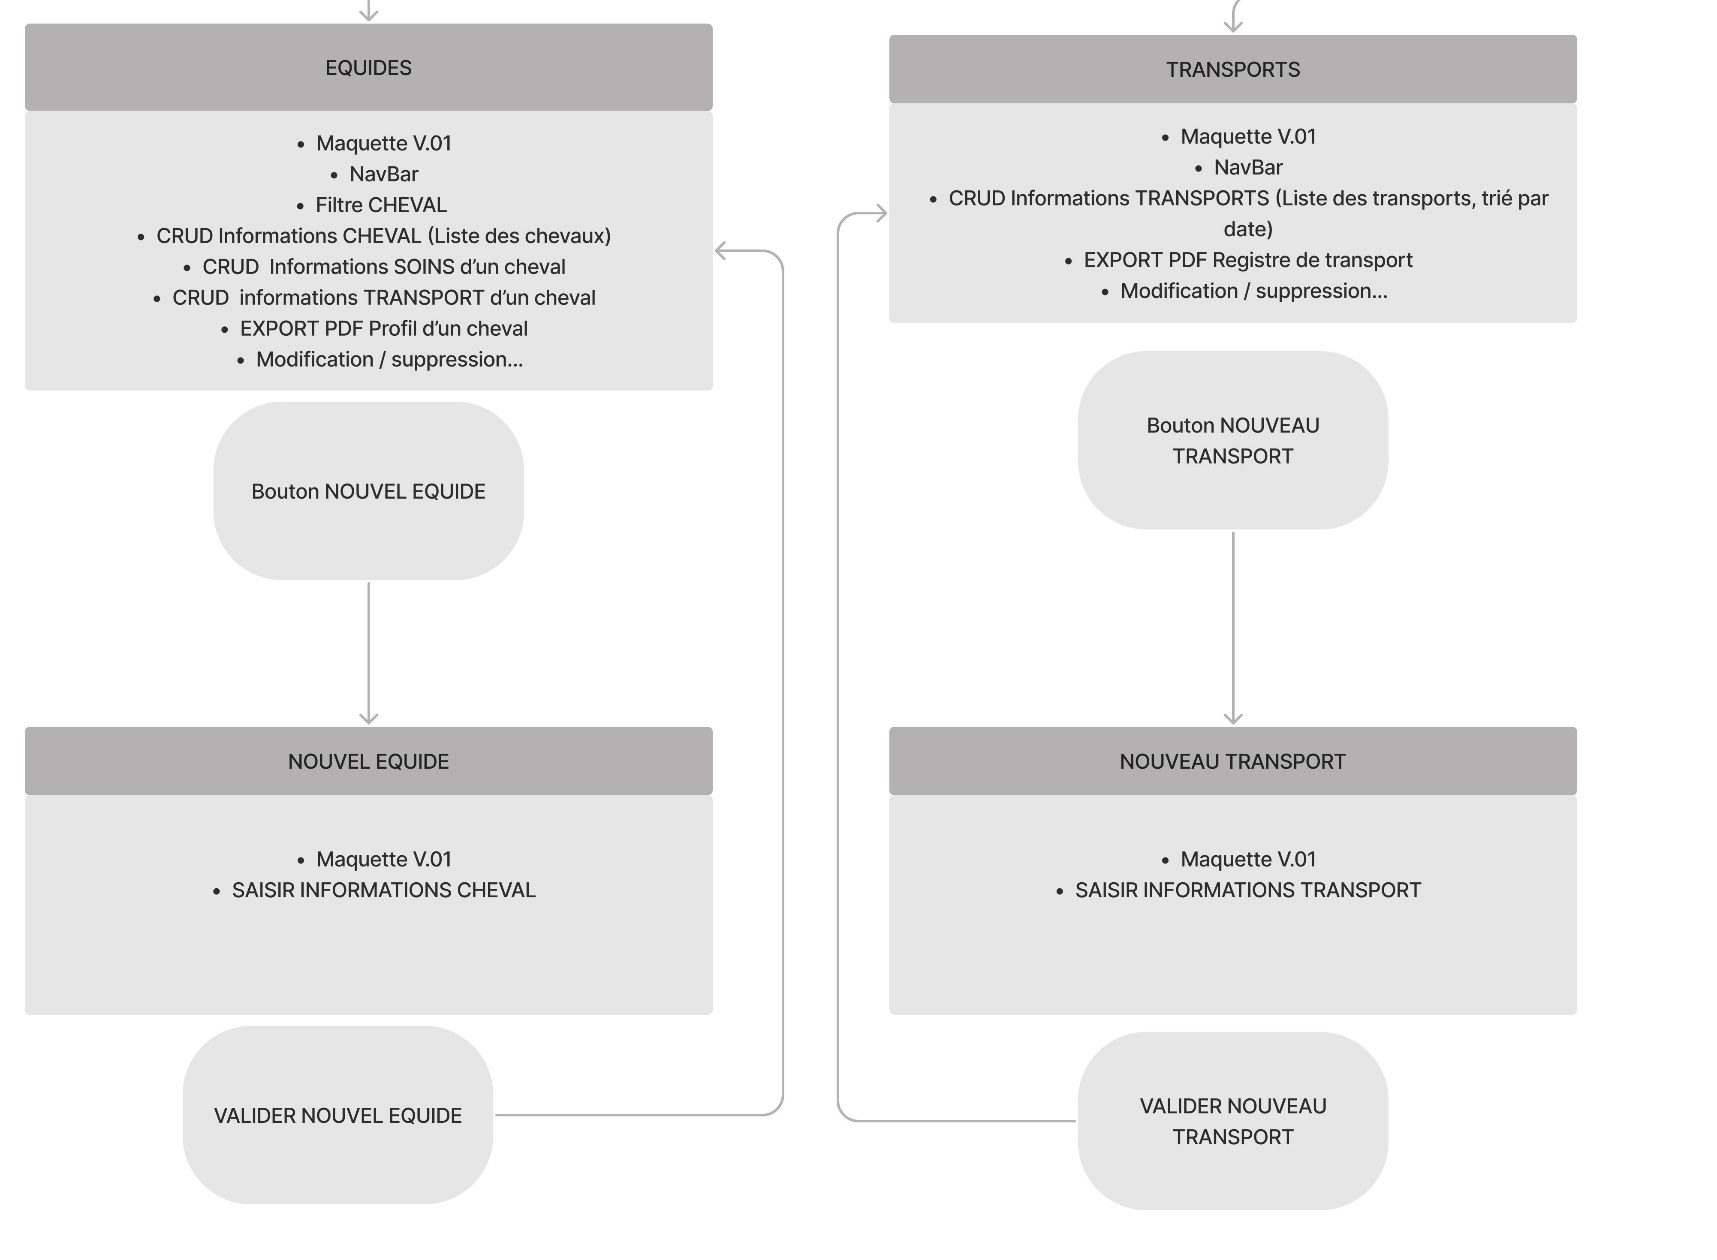 EQUIDES
• Maquette V.01
• NavBar
• Filtre CHEVAL
• CRUD Informations CHEVAL (Liste des chevaux)
• CRUD  Informations SOINS d’un cheval
• CRUD  informations TRANSPORT d’un cheval
• EXPORT PDF Profil d’un cheval
• Modification / suppression...
Bouton NOUVEL EQUIDE
NOUVEL EQUIDE
• Maquette V.01
• SAISIR INFORMATIONS CHEVAL
VALIDER NOUVEL EQUIDE
TRANSPORTS
• Maquette V.01
• NavBar
• CRUD Informations TRANSPORTS (Liste des transports, trié par
date)
• EXPORT PDF Registre de transport
• Modification / suppression...
Bouton NOUVEAU
TRANSPORT
NOUVEAU TRANSPORT
• Maquette V.01
• SAISIR INFORMATIONS TRANSPORT
VALIDER NOUVEAU
TRANSPORT